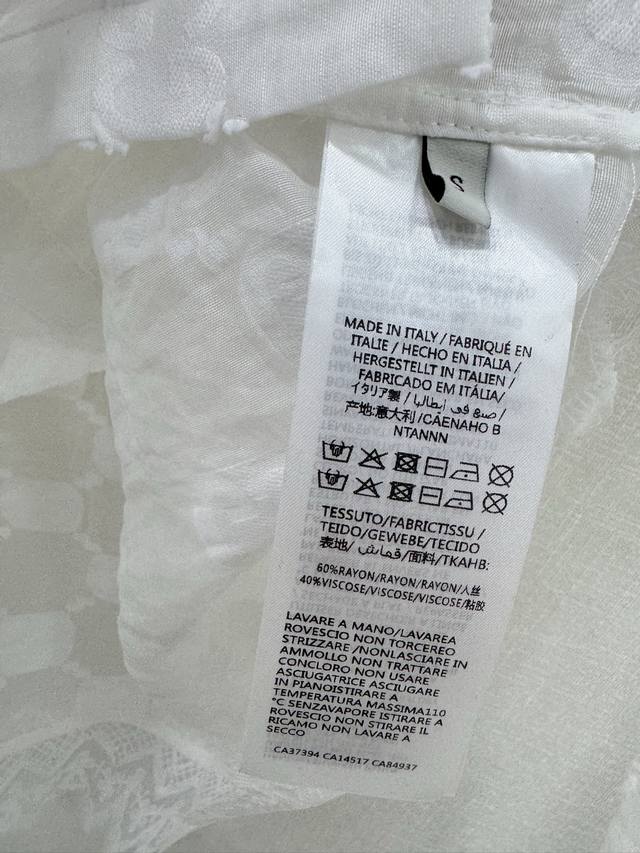 S
MADE IN ITALY / FABRIQUÉ EN
ITALIE / HECHO EN ITALIA /
HERGESTELLT IN ITALIEN /
FABRICADO EM ITÁLIA/
イタリア製 / صنع في إيطاليا /
产地:意大利 /CÁENAHO B
NTANNN
TESSUTO/FABRICTISSU /
TEIDO/GEWEBE/TECIDO
表地/ قماش /面料/TKAHB:
60%RAYON/RAYON/RAYON/人丝
40%VISCOSE/VISCOSE/VISCOSE/粘胶
LAVARE A MANO/LAVAREA
ROVESCIO NON TORCEREO
STRIZZARE /NONLASCIARE IN
AMMOLLO NON TRATTARE
CONCLORO NON USARE
ASCIUGATRICE ASCIUGARE
IN PIANOISTIRARE A
TEMPERATURA MASSIMA110
°C SENZAVAPORE ISTIRARE A
ROVESCIO NON STIRARE IL
RICAMO NON LAVARE A
SECCO
CA37394 CA14517 CA84937